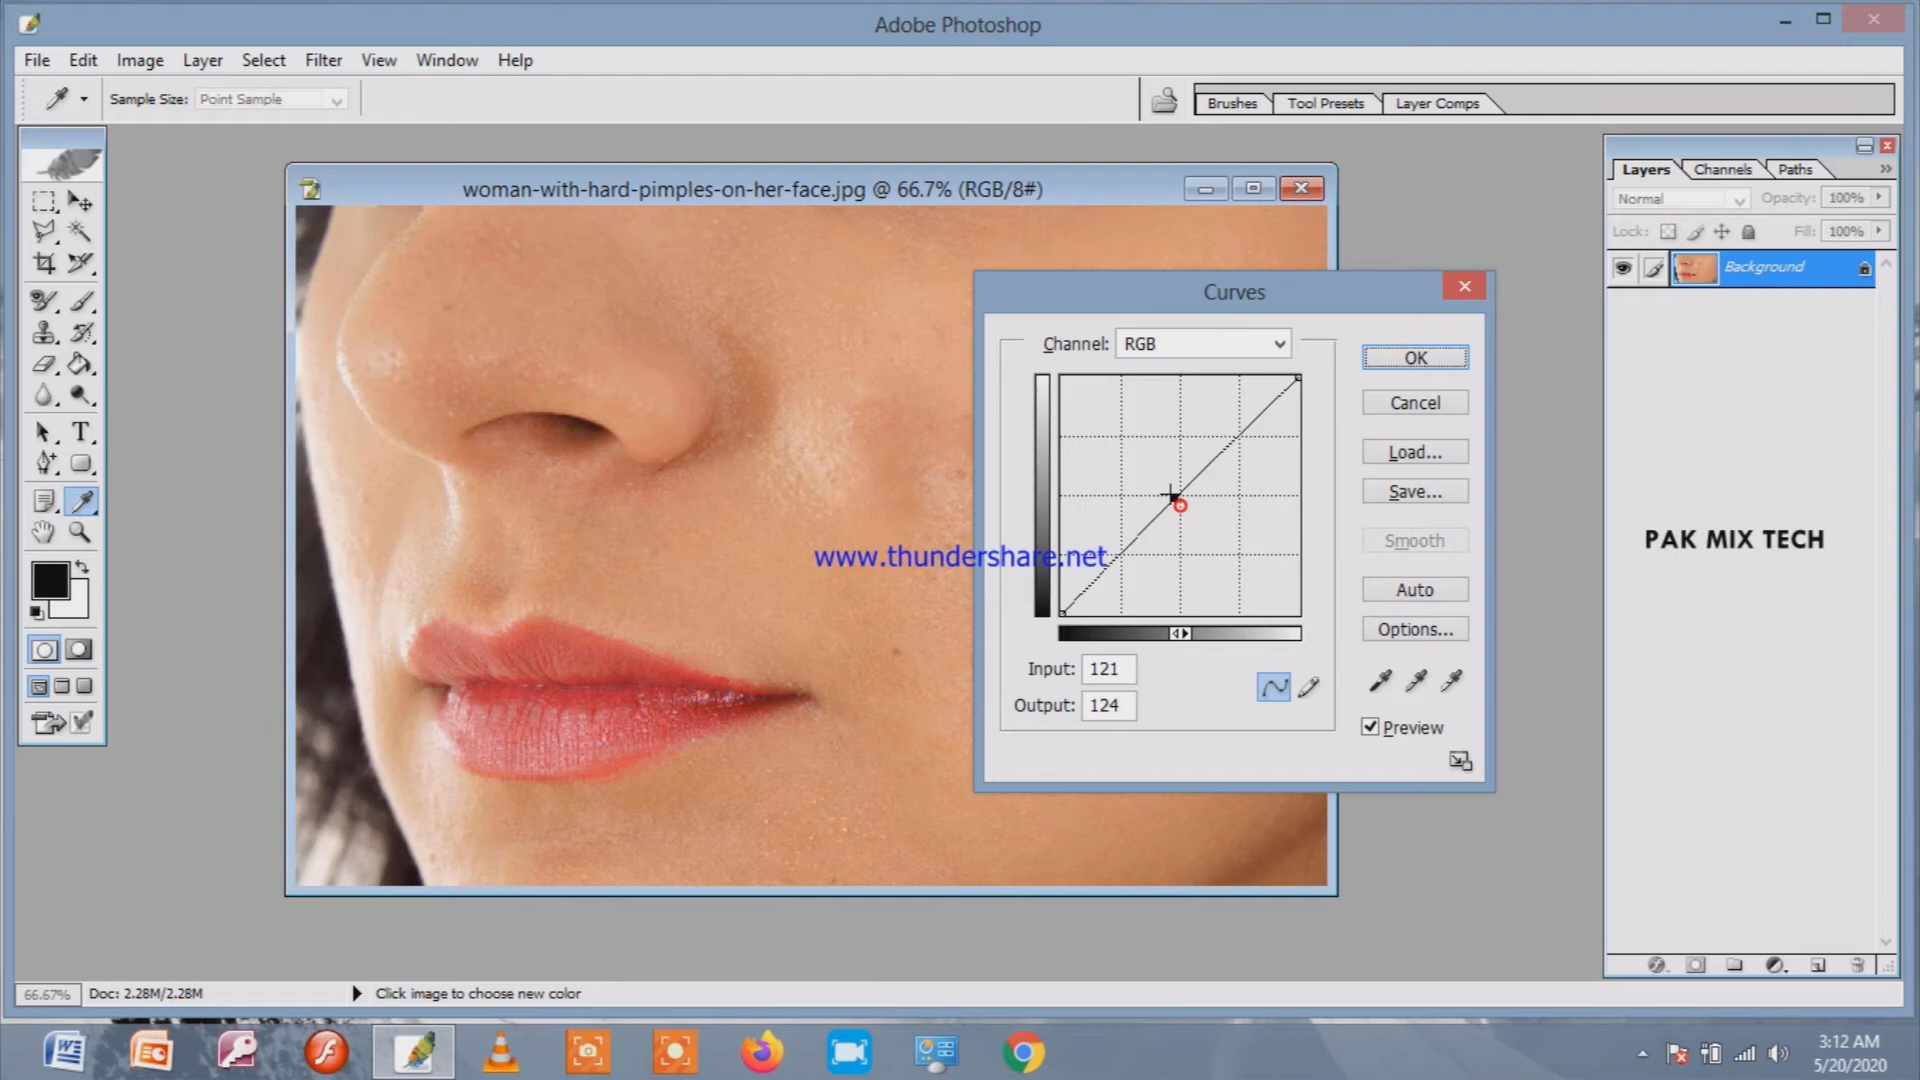 Adobe Photoshop
File Edit Image Layer Select Filter View Window Help
Sample Size: Point Sample
Brushes Tool Presets Layer Comps
woman-with-hard-pimples-on-her-face.jpg @ 66.7% (RGB/8#)
Layers Channels Paths
Normal Opacity: 100%
Lock: Fill: 100%
Background
Curves
Channel: RGB
OK
Cancel
Load...
Save...
Smooth
Auto
Options...
Input: 121
Output: 124
Preview
www.thundershare.net
PAK MIX TECH
66.67% Doc: 2.28M/2.28M Click image to choose new color
3:12 AM
5/20/2020